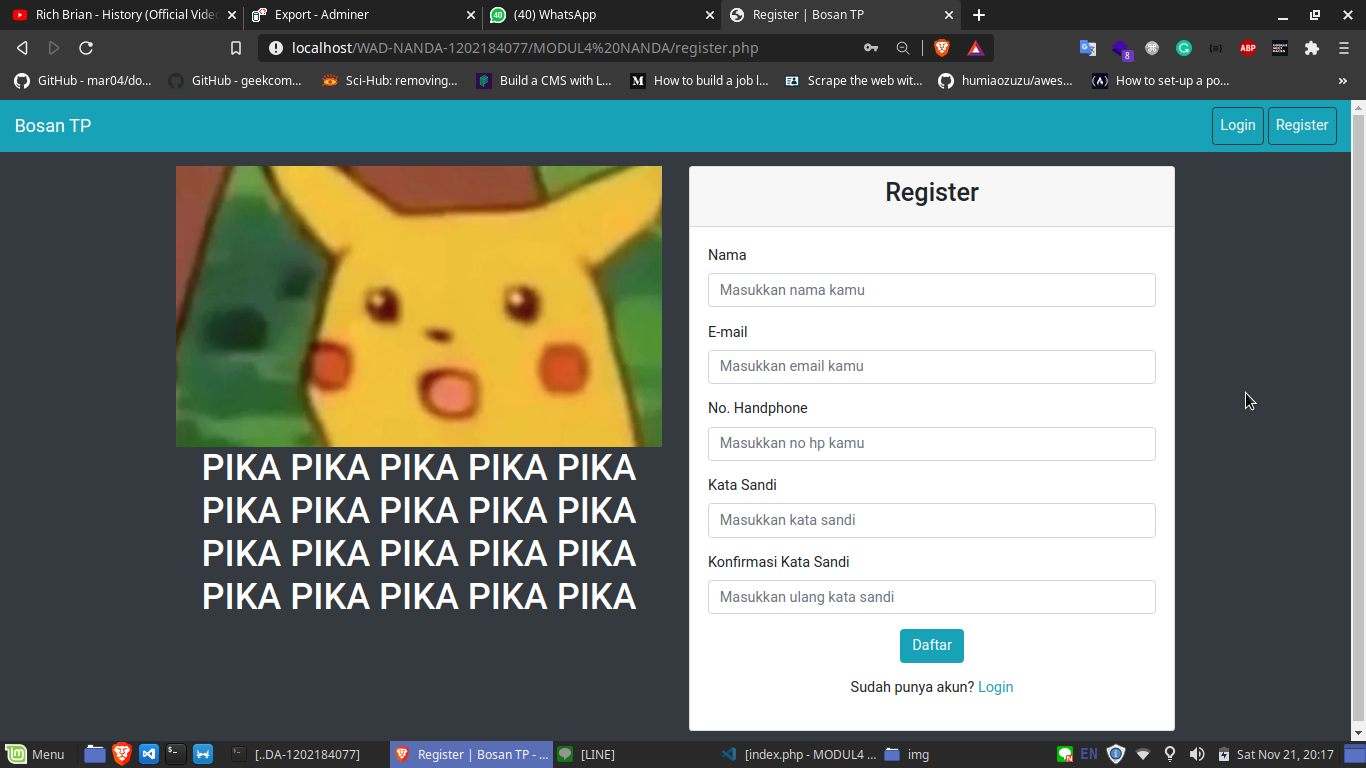 Rich Brian - History (Official Vide
Export - Adminer
(40) WhatsApp
Register | Bosan TP
localhost/WAD-NANDA-1202184077/MODUL4%20NANDA/register.php
8
ABP
GitHub - mar04/do...
GitHub - geekcom...
Sci-Hub: removing...
Build a CMS with L...
How to build a job l...
Scrape the web wit...
humiaozuzu/awes...
How to set-up a po...
Bosan TP
Login
Register
PIKA PIKA PIKA PIKA PIKA
PIKA PIKA PIKA PIKA PIKA
PIKA PIKA PIKA PIKA PIKA
PIKA PIKA PIKA PIKA PIKA
Register
Nama
Masukkan nama kamu
E-mail
Masukkan email kamu
No. Handphone
Masukkan no hp kamu
Kata Sandi
Masukkan kata sandi
Konfirmasi Kata Sandi
Masukkan ulang kata sandi
Daftar
Sudah punya akun? Login
Menu
[..DA-1202184077]
Register | Bosan TP - ...
[LINE]
[index.php - MODUL4 ...
img
EN
Sat Nov 21, 20:17